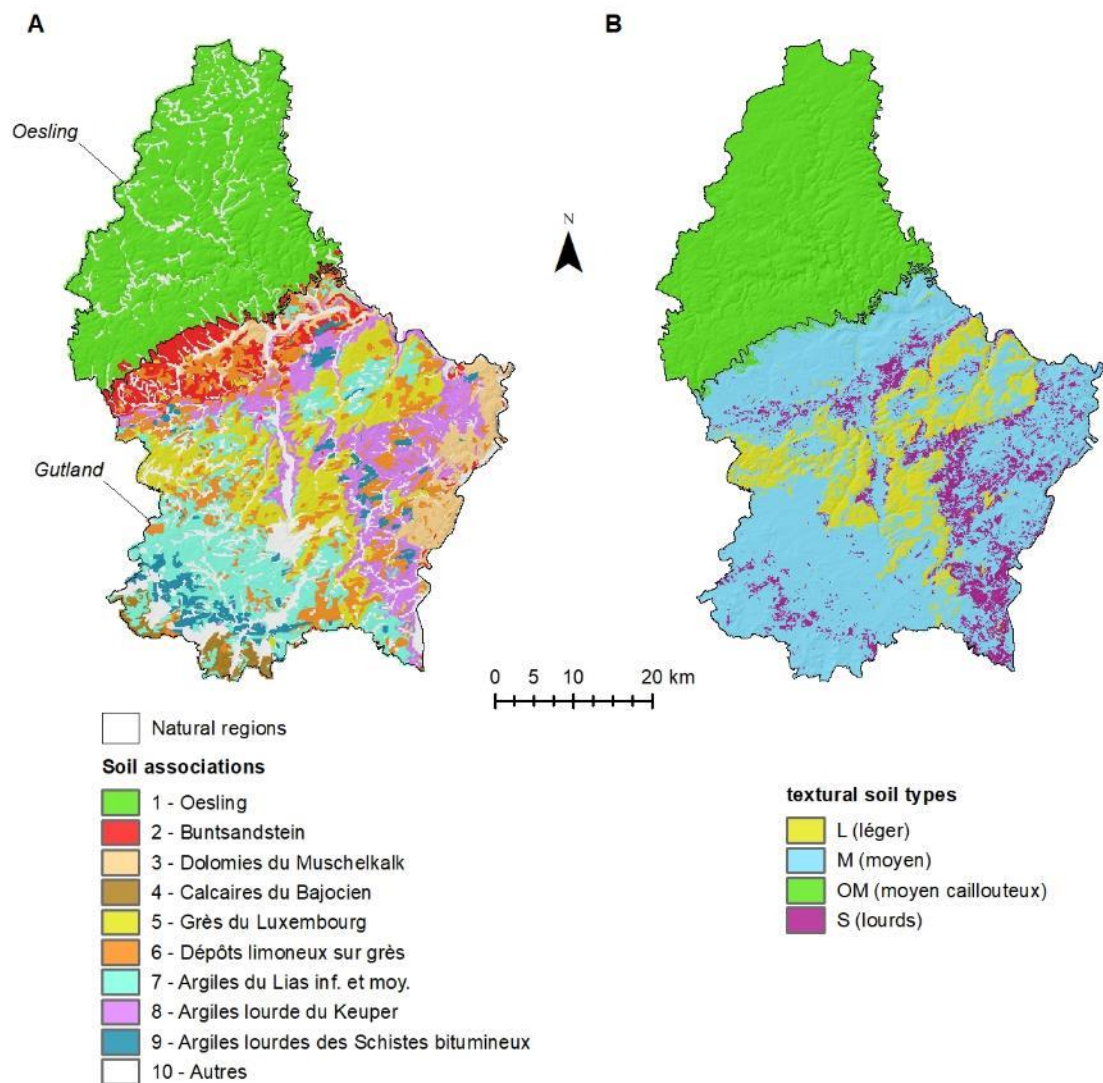 A
B
Oesling
N
Gutland
0 5 10 20 km
Natural regions
Soil associations
1 - Oesling
2 - Buntsandstein
3 - Dolomies du Muschelkalk
4 - Calcaires du Bajocien
5 - Grès du Luxembourg
6 - Dépôts limoneux sur grès
7 - Argiles du Lias inf. et moy.
8 - Argiles lourde du Keuper
9 - Argiles lourdes des Schistes bitumineux
10 - Autres
textural soil types
L (léger)
M (moyen)
OM (moyen caillouteux)
S (lourds)